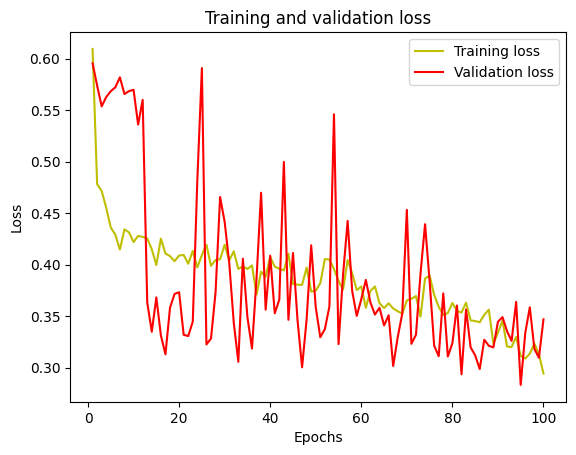 Training and validation loss
Training loss
Validation loss
0.60
0.55
0.50
0.45
0.40
0.35
0.30
Loss
0
20
40
60
80
100
Epochs